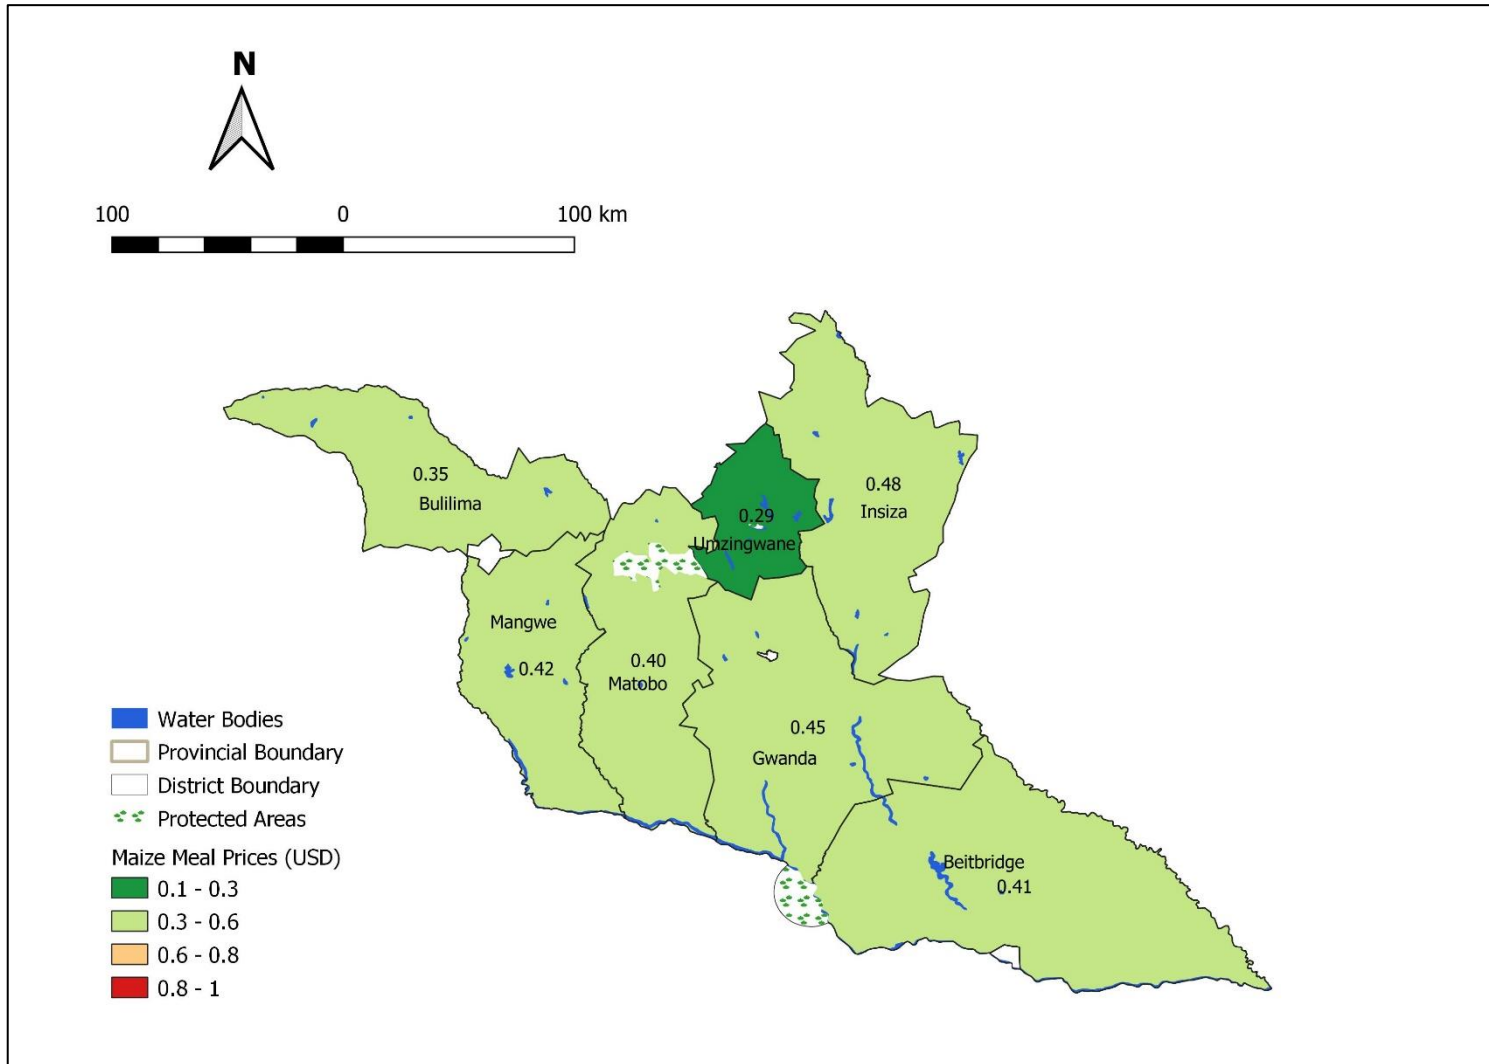 N
100 0 100 km
0.35
Bulilima
0.48
Insiza
0.29
Umzingwane
Mangwe
0.42
0.40
Matobo
0.45
Gwanda
Beitbridge
0.41
Water Bodies
Provincial Boundary
District Boundary
Protected Areas
Maize Meal Prices (USD)
0.1 - 0.3
0.3 - 0.6
0.6 - 0.8
0.8 - 1